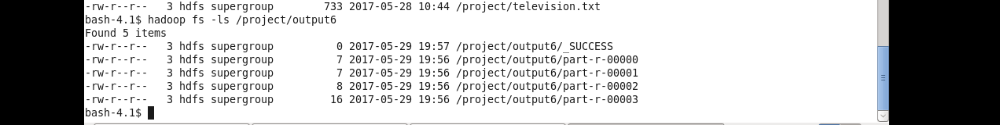 -rw-r--r--   3 hdfs supergroup        733 2017-05-28 10:44 /project/television.txt
bash-4.1$ hadoop fs -ls /project/output6
Found 5 items
-rw-r--r--   3 hdfs supergroup          0 2017-05-29 19:57 /project/output6/_SUCCESS
-rw-r--r--   3 hdfs supergroup          7 2017-05-29 19:56 /project/output6/part-r-00000
-rw-r--r--   3 hdfs supergroup          7 2017-05-29 19:56 /project/output6/part-r-00001
-rw-r--r--   3 hdfs supergroup          8 2017-05-29 19:56 /project/output6/part-r-00002
-rw-r--r--   3 hdfs supergroup         16 2017-05-29 19:56 /project/output6/part-r-00003
bash-4.1$